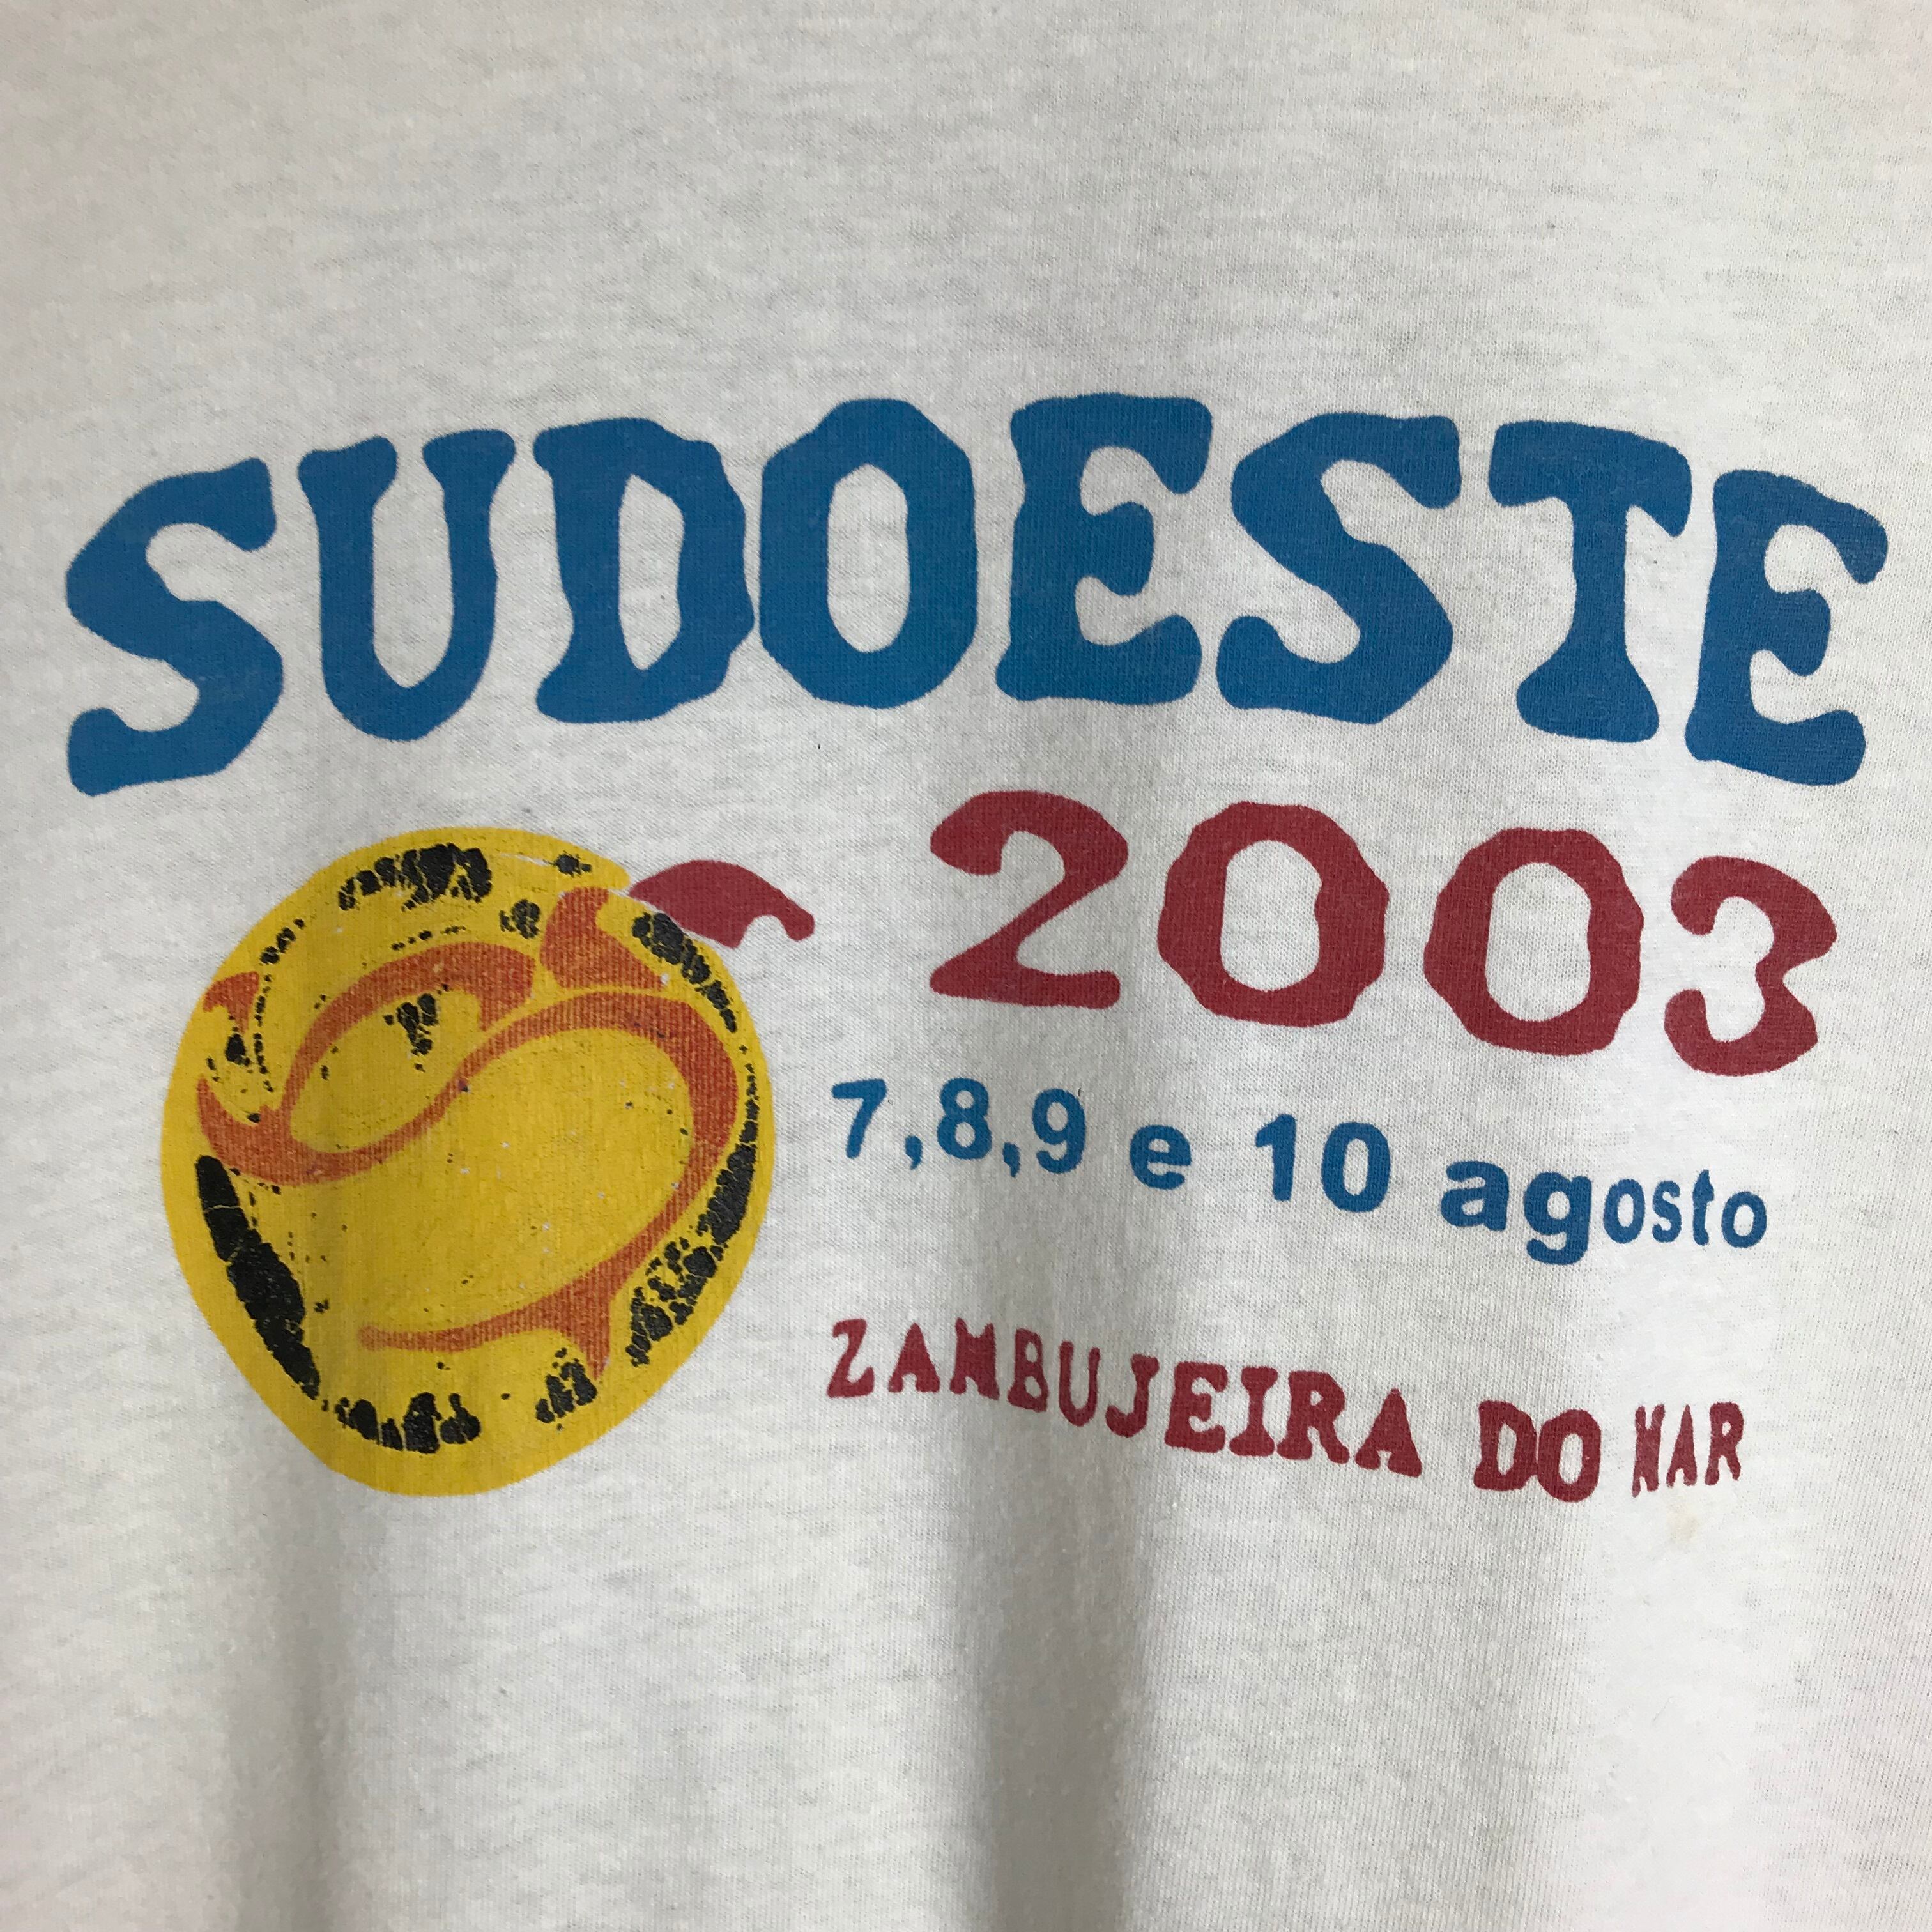 SUDOESTE
2003
7,8,9 e 10 agosto
ZAMBUJEIRA DO MAR